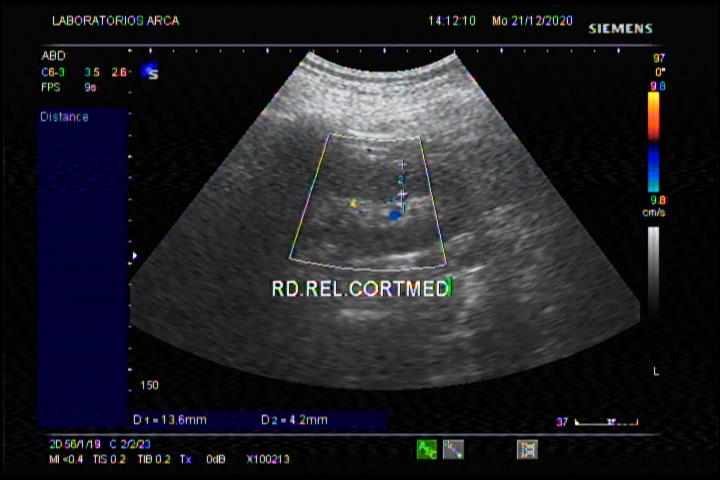 LABORATORIOS ARCA 14:12:10 Mo 21/12/2020 SIEMENS
ABD
C6-3 3.5 2.6
FPS 9s
Distance
S
97
0°
9.8
9.8
cm/s
2
RD.REL.CORTMED
L
150
D1=13.6mm D2=4.2mm
37
2D 56/1/19 C 2/2/23
MI <0.4 TIS 0.2 TIB 0.2 Tx 0dB X100213